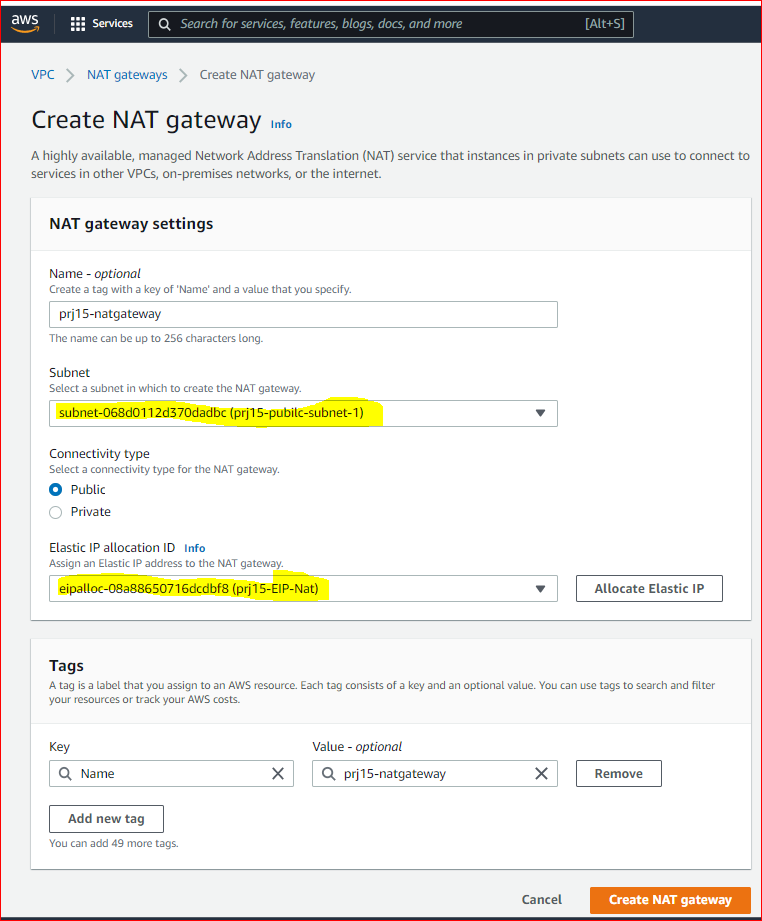 aws
Services
Search for services, features, blogs, docs, and more
[Alt+S]
VPC
NAT gateways
Create NAT gateway
Create NAT gateway Info
A highly available, managed Network Address Translation (NAT) service that instances in private subnets can use to connect to
services in other VPCs, on-premises networks, or the internet.
NAT gateway settings
Name - optional
Create a tag with a key of 'Name' and a value that you specify.
prj15-natgateway
The name can be up to 256 characters long.
Subnet
Select a subnet in which to create the NAT gateway.
subnet-068d0112d370dadbc (prj15-pubilc-subnet-1)
Connectivity type
Select a connectivity type for the NAT gateway.
Public
Private
Elastic IP allocation ID Info
Assign an Elastic IP address to the NAT gateway.
eipalloc-08a88650716dcdbf8 (prj15-EIP-Nat)
Allocate Elastic IP
Tags
A tag is a label that you assign to an AWS resource. Each tag consists of a key and an optional value. You can use tags to search and filter
your resources or track your AWS costs.
Key
Value - optional
Name
prj15-natgateway
Remove
Add new tag
You can add 49 more tags.
Cancel
Create NAT gateway